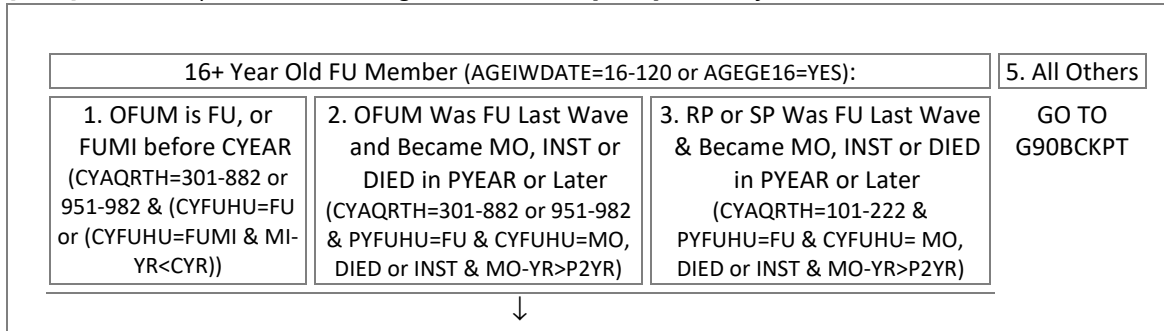 16+ Year Old FU Member (AGEIWDATE=16-120 or AGEGE16=YES):
5. All Others
1. OFUM is FU, or
FUMI before CYEAR
(CYAQRTH=301-882 or
951-982 & (CYFUHU=FU
or (CYFUHU=FUMI & MI-
YR<CYR))
2. OFUM Was FU Last Wave
and Became MO, INST or
DIED in PYEAR or Later
(CYAQRTH=301-882 or 951-982
& PYFUHU=FU & CYFUHU=MO,
DIED or INST & MO-YR>P2YR)
3. RP or SP Was FU Last Wave
& Became MO, INST or DIED
in PYEAR or Later
(CYAQRTH=101-222 &
PYFUHU=FU & CYFUHU= MO,
DIED or INST & MO-YR>P2YR)
GO TO
G90BCKPT
↓